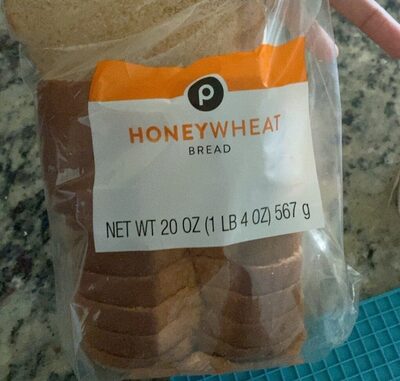 p
HONEYWHEAT
BREAD
NET WT 20 OZ (1 LB 4 OZ) 567 g